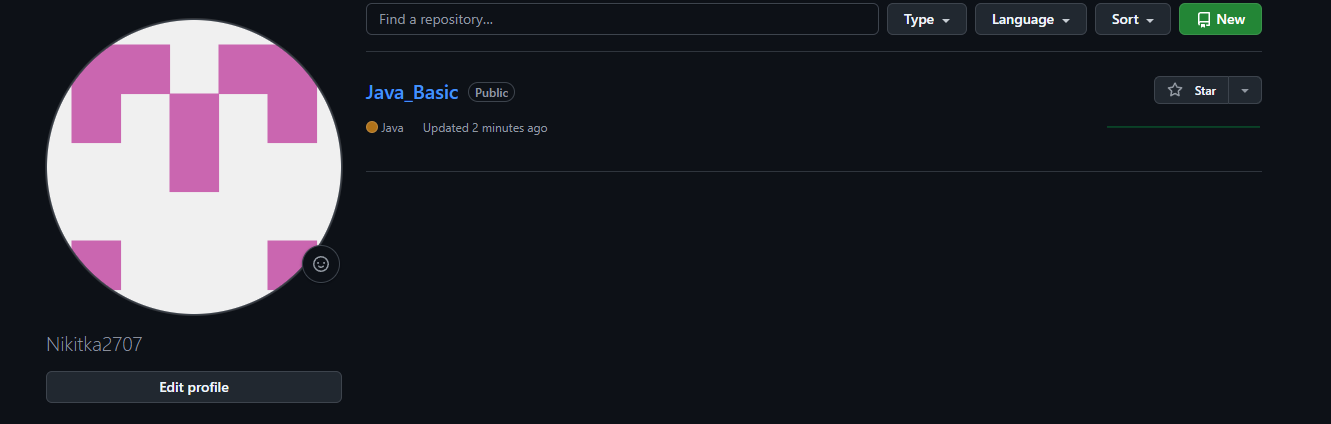 Find a repository...
Type
Language
Sort
New
Java_Basic
Public
Star
Java
Updated 2 minutes ago
Nikitka2707
Edit profile